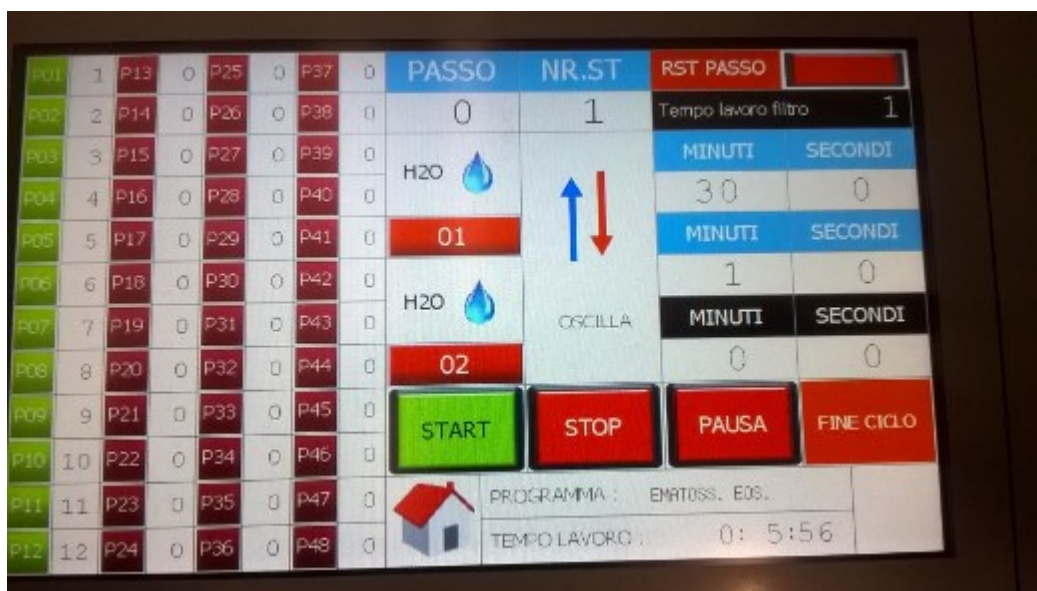 P01 1 P13 0 P25 0 P37 0 PASSO NR.ST RST PASSO
P02 2 P14 0 P26 0 P38 0 0 1 Tempo lavoro filtro 1
P03 3 P15 0 P27 0 P39 0 H2O MINUTI SECONDI
P04 4 P16 0 P28 0 P40 0 30 0
P05 5 P17 0 P29 0 P41 0 01 MINUTI SECONDI
P06 6 P18 0 P30 0 P42 0 H2O 1 0
P07 7 P19 0 P31 0 P43 0 OSCILLA MINUTI SECONDI
P08 8 P20 0 P32 0 P44 0 02 0 0
P09 9 P21 0 P33 0 P45 0 START STOP PAUSA FINE CICLO
P10 10 P22 0 P34 0 P46 0
P11 11 P23 0 P35 0 P47 0 PROGRAMMA : EMATOSS. EOS.
P12 12 P24 0 P36 0 P48 0 TEMPO LAVORO : 0: 5:56